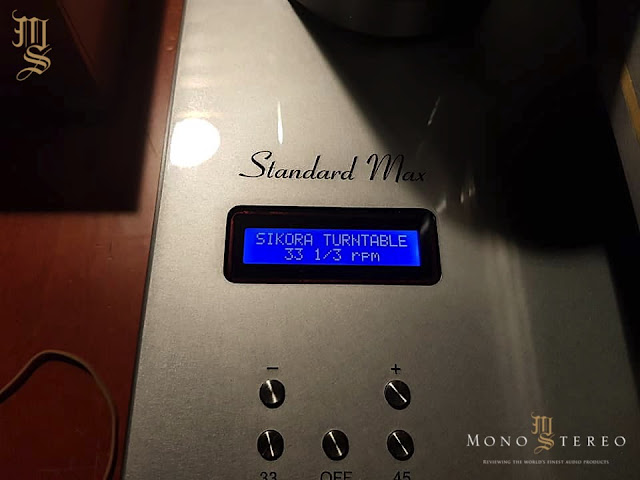 MS
Standard Max
SIKORA TURNTABLE
33 1/3 rpm
− +
33 OFF 45
MS
MONO STEREO
REVIEWING THE WORLD'S FINEST AUDIO PRODUCTS